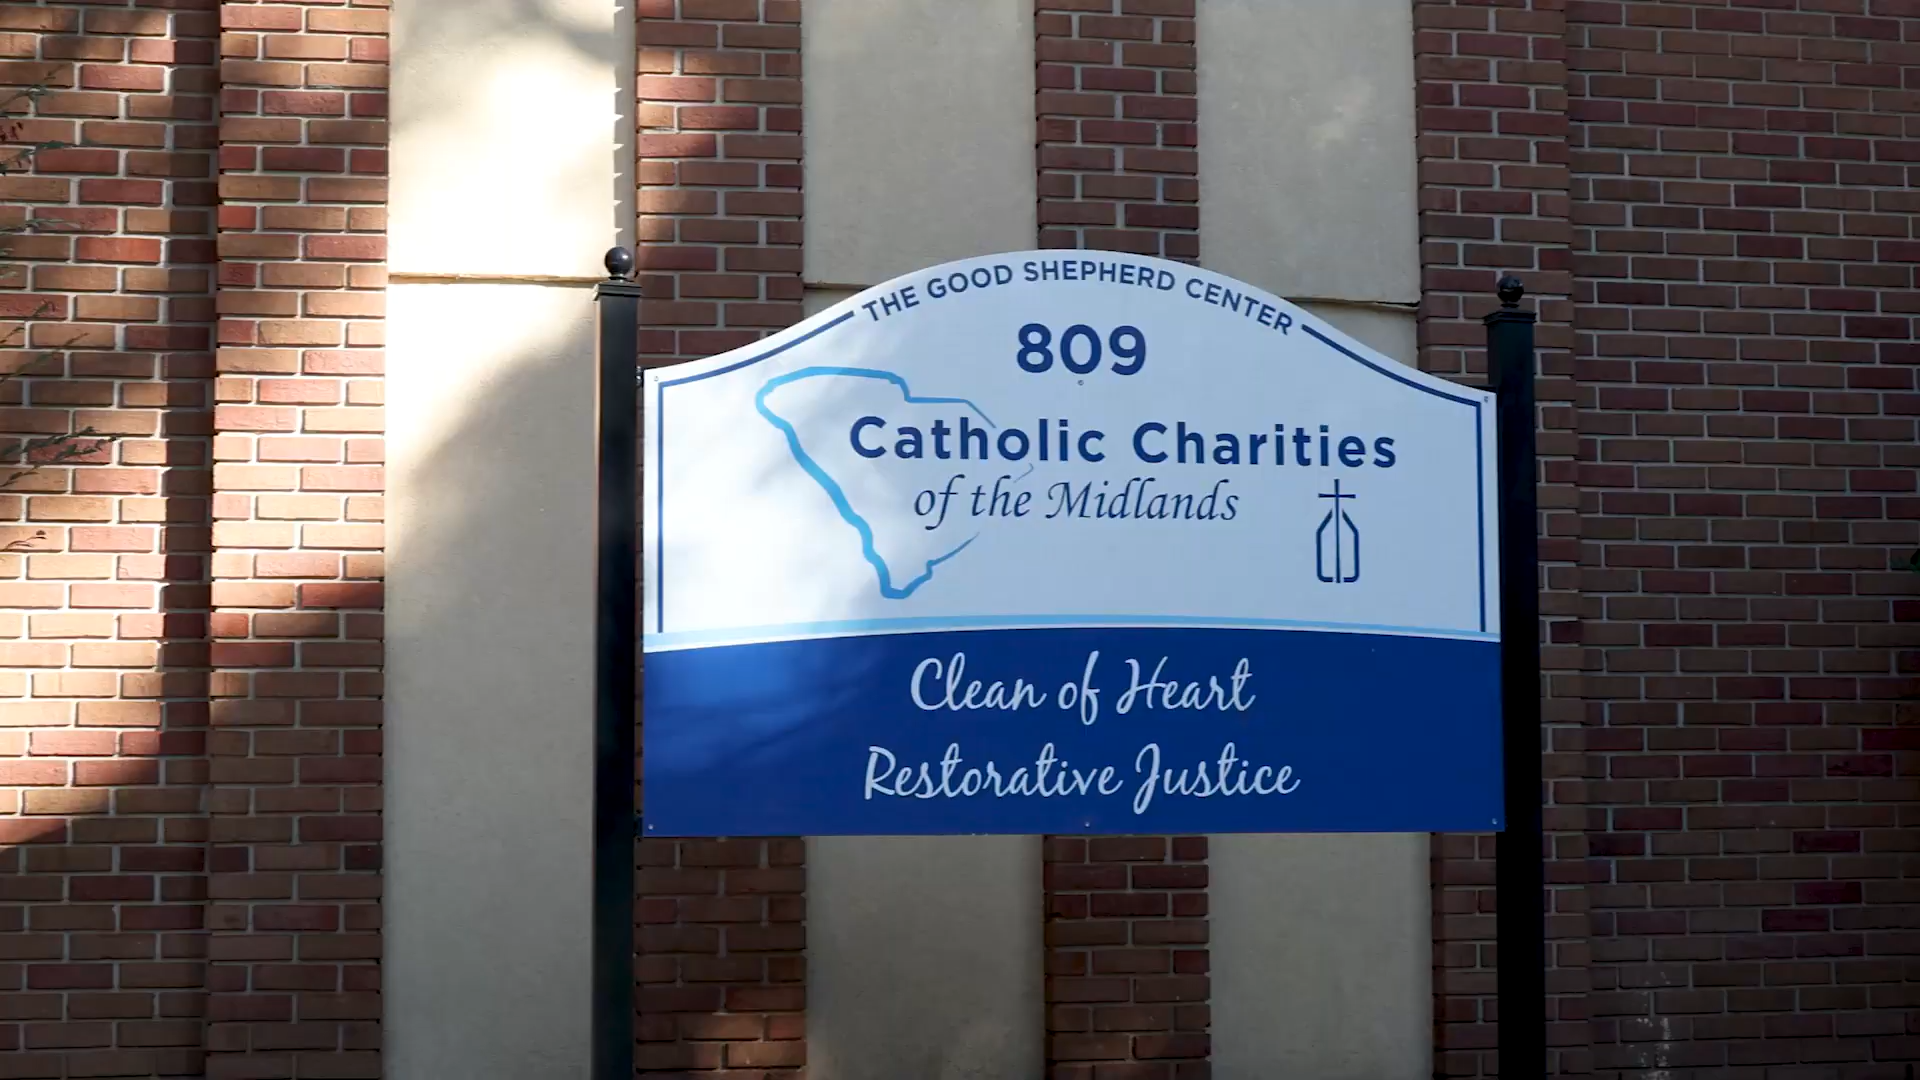 THE GOOD SHEPHERD CENTER
809
Catholic Charities
of the Midlands
Clean of Heart
Restorative Justice